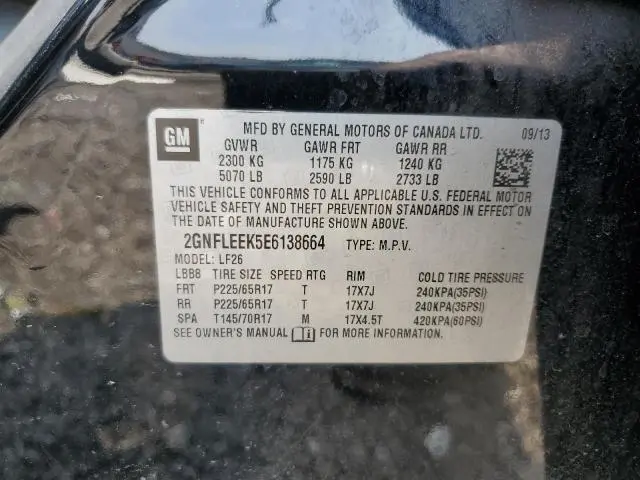 GM
MFD BY GENERAL MOTORS OF CANADA LTD. 09/13
GVWR GAWR FRT GAWR RR
2300 KG 1175 KG 1240 KG
5070 LB 2590 LB 2733 LB
THIS VEHICLE CONFORMS TO ALL APPLICABLE U.S. FEDERAL MOTOR
VEHICLE SAFETY AND THEFT PREVENTION STANDARDS IN EFFECT ON
THE DATE OF MANUFACTURE SHOWN ABOVE.
2GNFLEEK5E6138664 TYPE: M.P.V.
MODEL: LF26
LBB8 TIRE SIZE SPEED RTG RIM COLD TIRE PRESSURE
FRT P225/65R17 T 17X7J 240KPA(35PSI)
RR P225/65R17 T 17X7J 240KPA(35PSI)
SPA T145/70R17 M 17X4.5T 420KPA(60PSI)
SEE OWNER'S MANUAL FOR MORE INFORMATION.